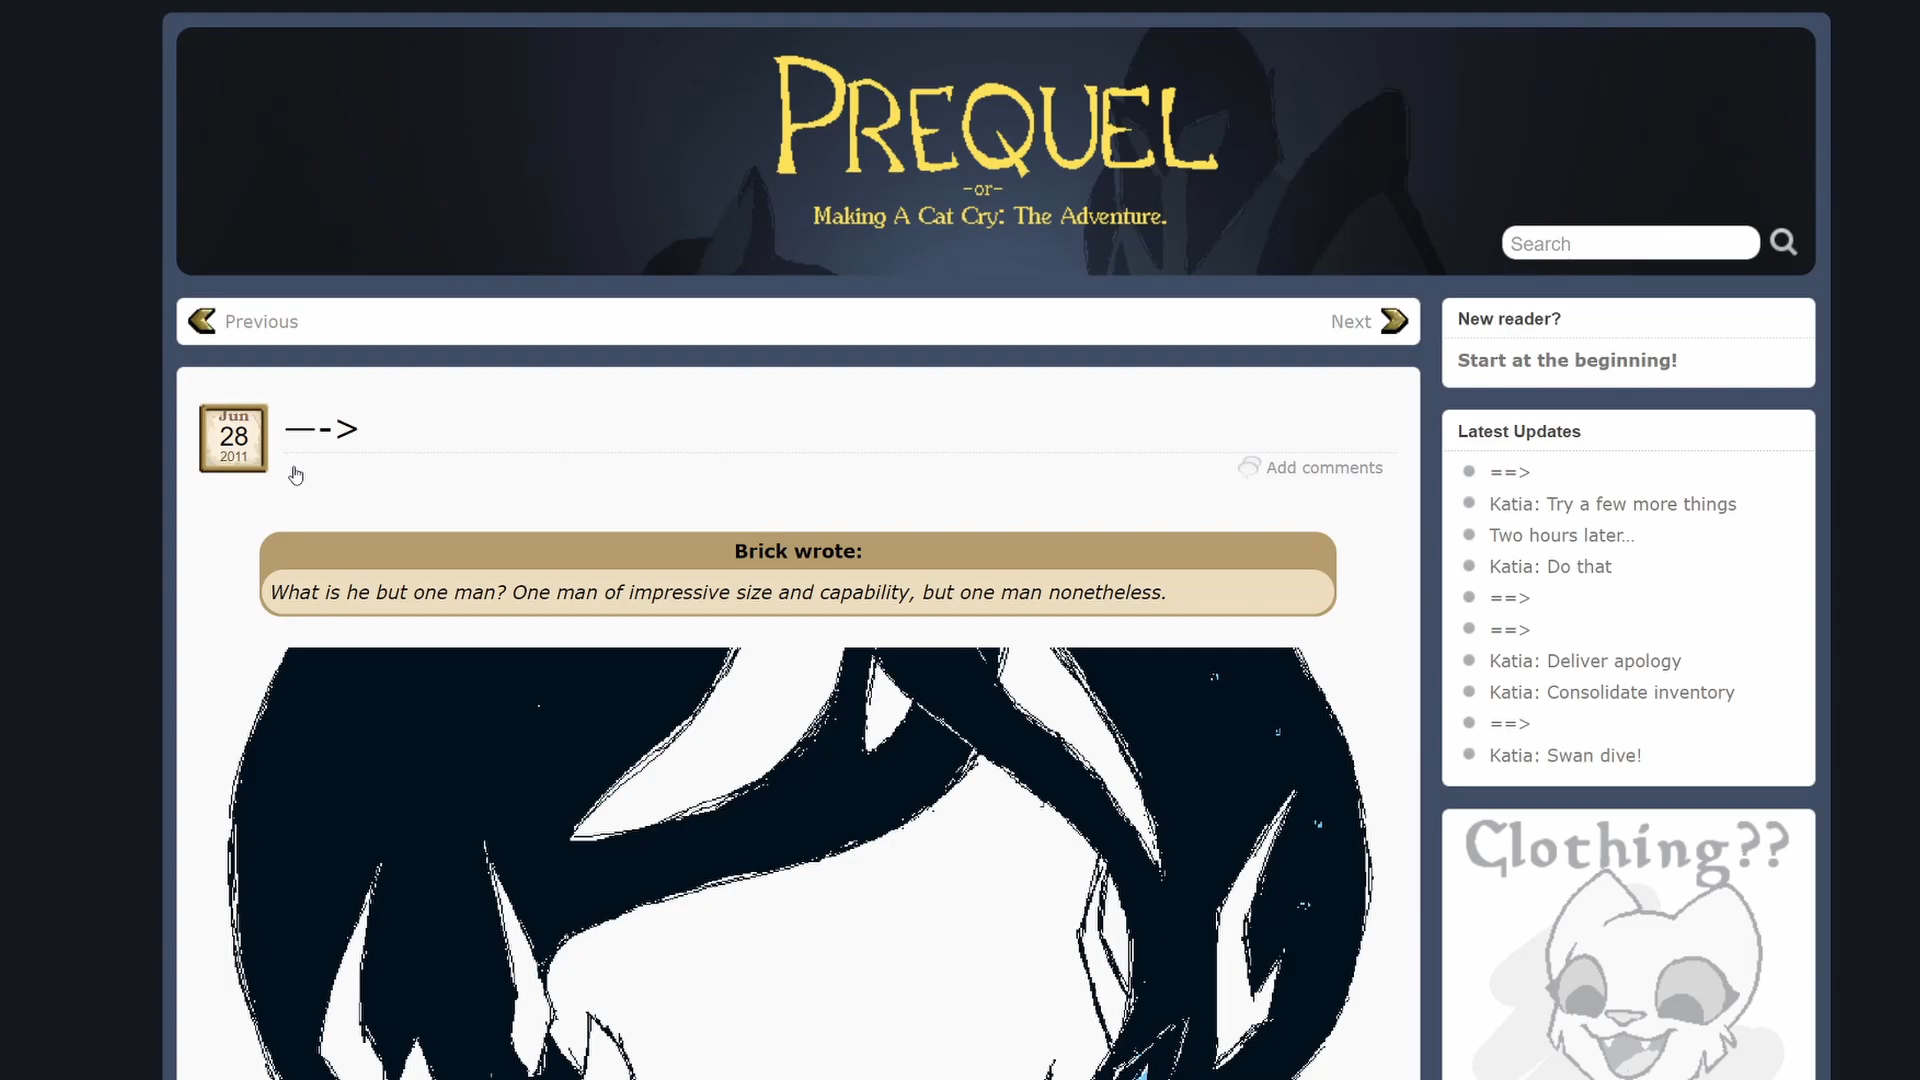 PREQUEL
-or-
Making A Cat Cry: The Adventure.
Search
Previous
Next
New reader?
Start at the beginning!
Jun
28
2011
—->
Add comments
Latest Updates
==>
Katia: Try a few more things
Two hours later…
Katia: Do that
==>
==>
Katia: Deliver apology
Katia: Consolidate inventory
==>
Katia: Swan dive!
Brick wrote:
What is he but one man? One man of impressive size and capability, but one man nonetheless.
Clothing??